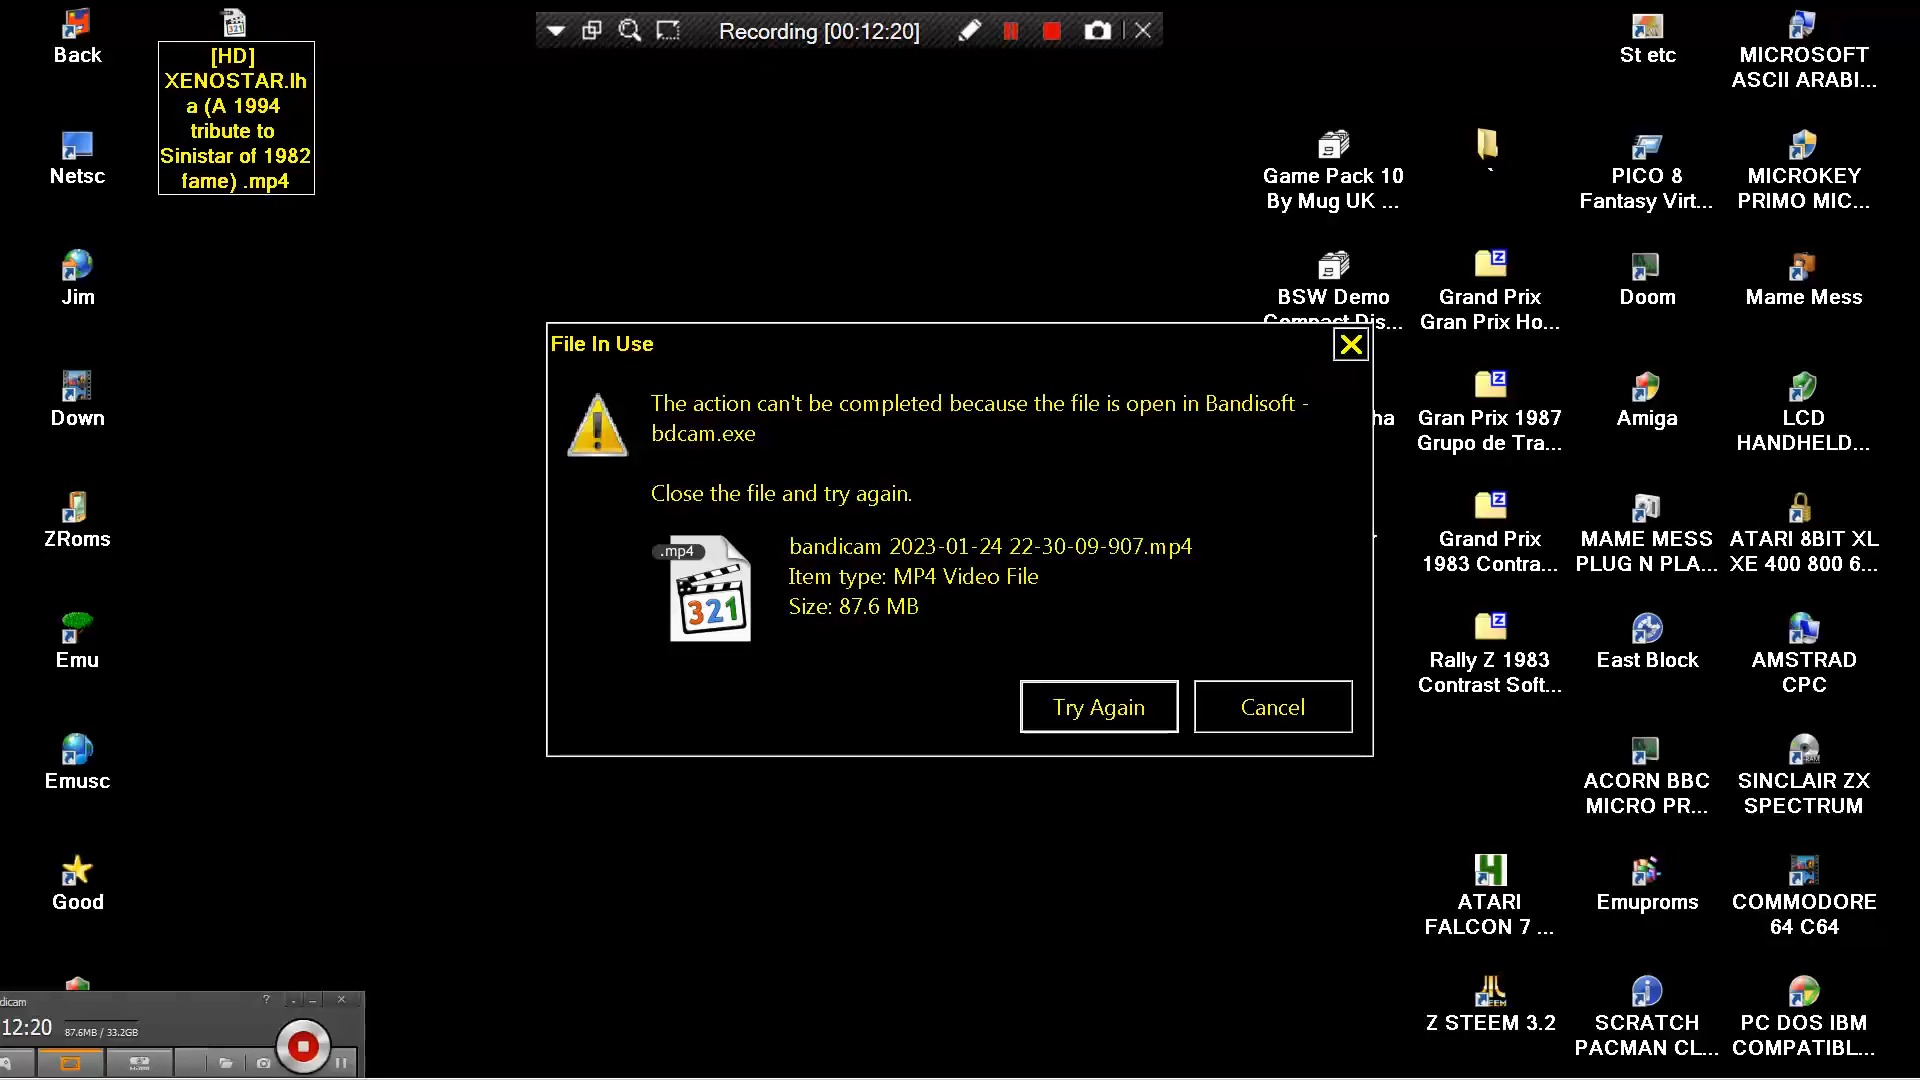 Back
[HD]
XENOSTAR.lh
a (A 1994
tribute to
Sinistar of 1982
fame) .mp4
Recording [00:12:20]
St etc
MICROSOFT
ASCII ARABI...
Netsc
Game Pack 10
By Mug UK ...
`
PICO 8
Fantasy Virt...
MICROKEY
PRIMO MIC...
Jim
BSW Demo
Compact Dis...
Grand Prix
Gran Prix Ho...
Doom
Mame Mess
File In Use
The action can't be completed because the file is open in Bandisoft -
bdcam.exe
Close the file and try again.
.mp4
321
bandicam 2023-01-24 22-30-09-907.mp4
Item type: MP4 Video File
Size: 87.6 MB
Try Again
Cancel
Down
ha
Gran Prix 1987
Grupo de Tra...
Amiga
LCD
HANDHELD...
ZRoms
Grand Prix
1983 Contra...
MAME MESS
PLUG N PLA...
ATARI 8BIT XL
XE 400 800 6...
Emu
Rally Z 1983
Contrast Soft...
East Block
AMSTRAD
CPC
Emusc
ACORN BBC
MICRO PR...
SINCLAIR ZX
SPECTRUM
Good
ATARI
FALCON 7 ...
Emuproms
COMMODORE
64 C64
dicam
12:20
87.6MB / 33.2GB
Z STEEM 3.2
SCRATCH
PACMAN CL...
PC DOS IBM
COMPATIBL...